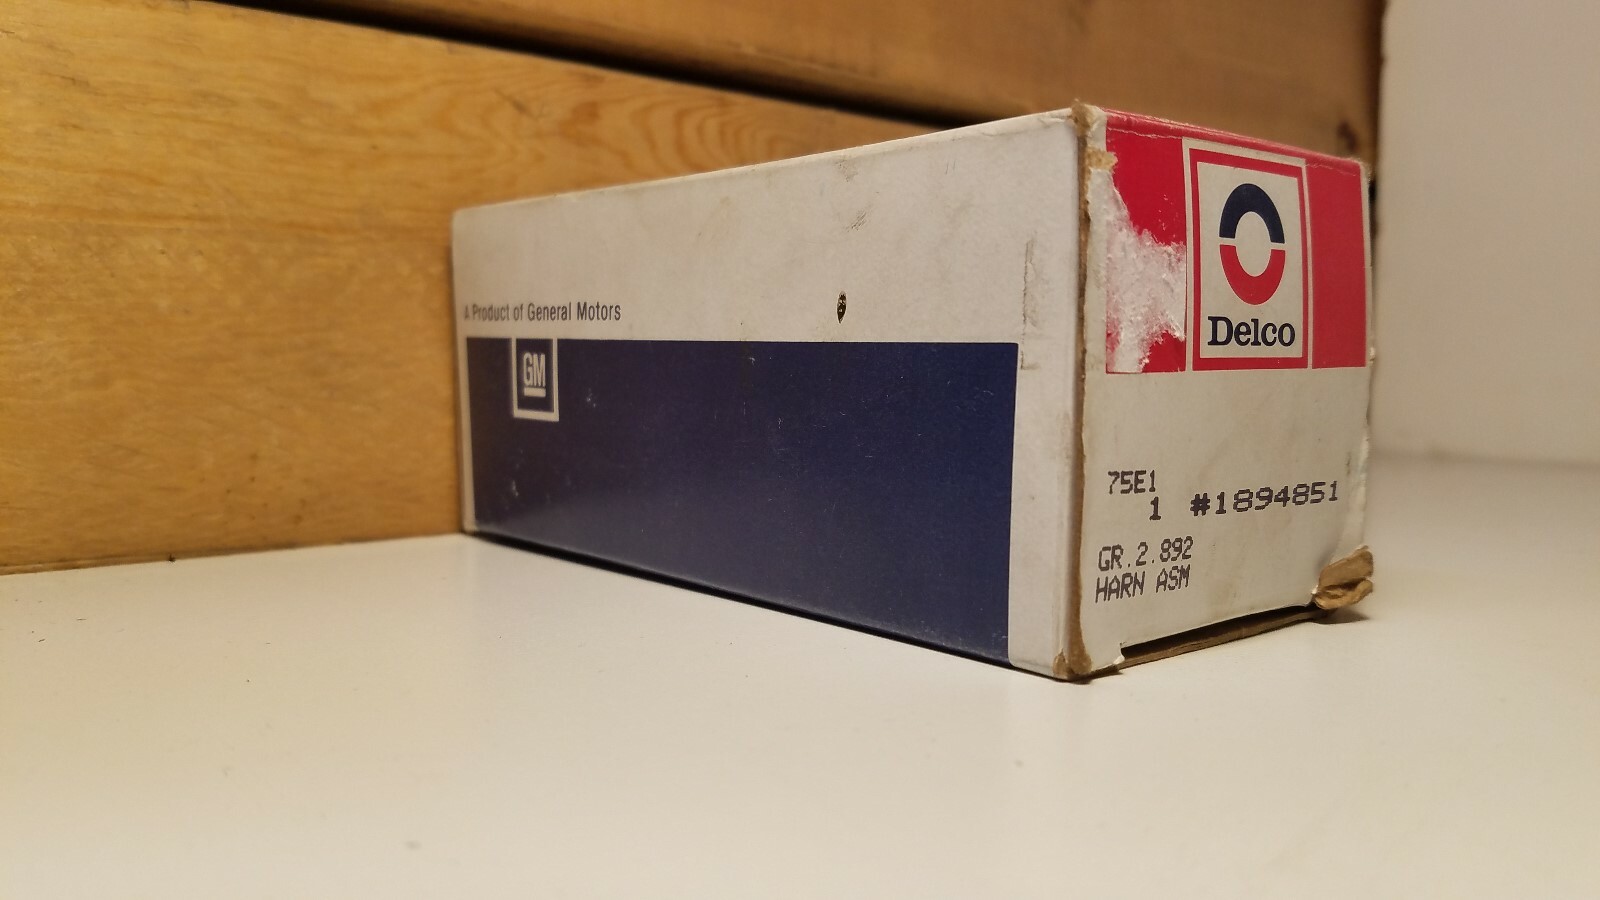 A Product of General Motors
GM
Delco
75E1
1 #1894851
GR.2.892
HARN ASM